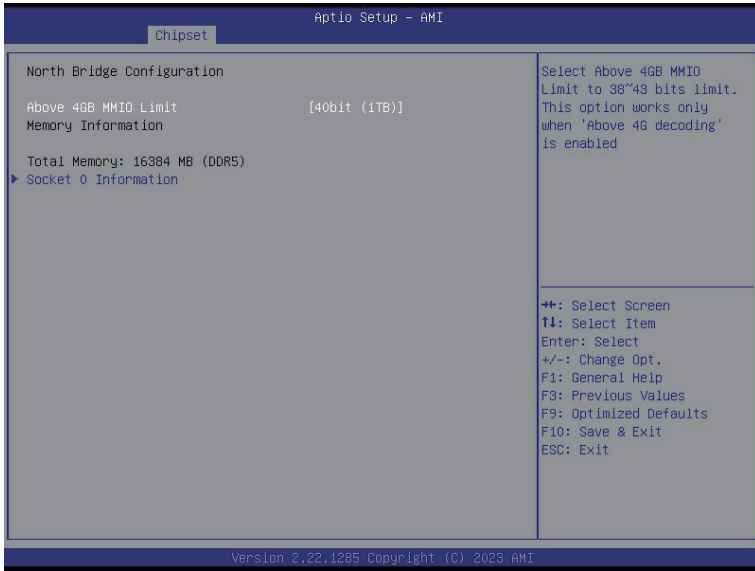 Aptio Setup – AMI
Chipset
North Bridge Configuration
Above 4GB MMIO Limit [40bit (1TB)]
Memory Information
Total Memory: 16384 MB (DDR5)
Socket 0 Information
Select Above 4GB MMIO
Limit to 38~43 bits limit.
This option works only
when 'Above 4G decoding'
is enabled
→←: Select Screen
↑↓: Select Item
Enter: Select
+/-: Change Opt.
F1: General Help
F3: Previous Values
F9: Optimized Defaults
F10: Save & Exit
ESC: Exit
Version 2.22.1285 Copyright (C) 2023 AMI